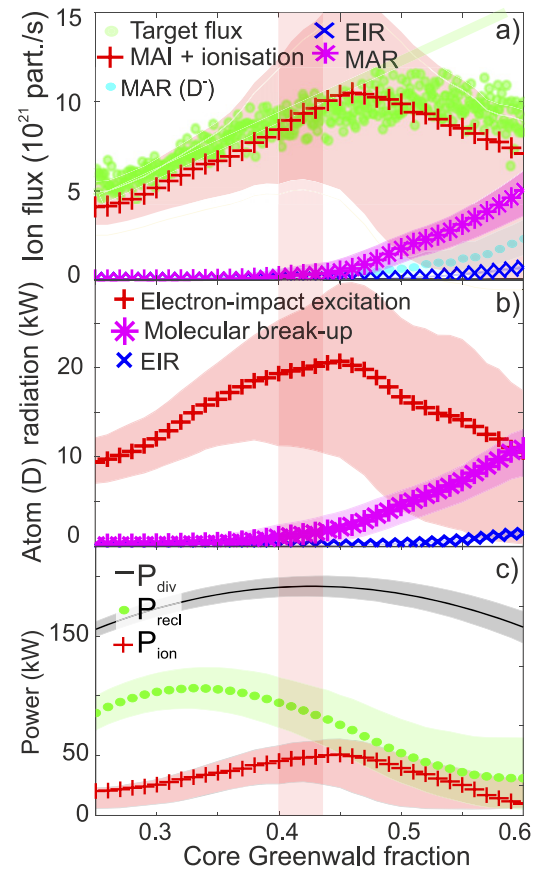 Target flux
EIR
a)
MAI + ionisation
MAR
MAR (D⁻)
Ion flux (10²¹ part./s)
15
10
5
0
Electron-impact excitation
b)
Molecular break-up
EIR
Atom (D) radiation (kW)
20
10
0
P_div
c)
P_recl
P_ion
Power (kW)
150
50
0
0.3
0.4
0.5
0.6
Core Greenwald fraction